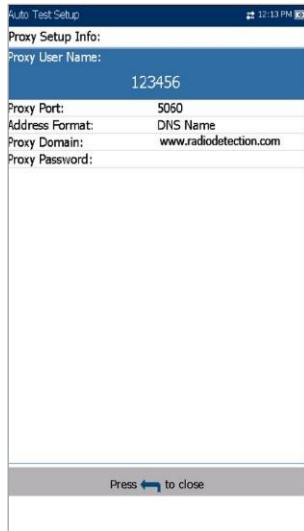 Auto Test Setup 12:13 PM
Proxy Setup Info:
Proxy User Name:
123456
Proxy Port: 5060
Address Format: DNS Name
Proxy Domain: www.radiodetection.com
Proxy Password:
Press to close